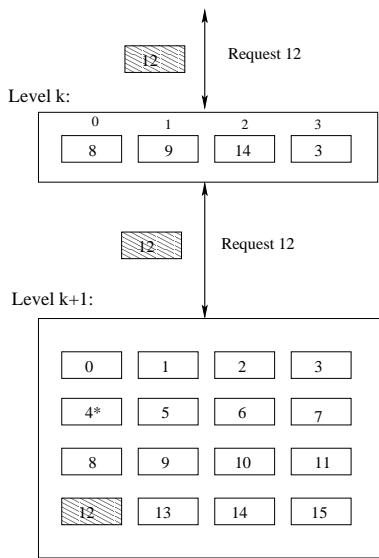 12 Request 12
Level k:
0 1 2 3
8 9 14 3
12 Request 12
Level k+1:
0 1 2 3
4* 5 6 7
8 9 10 11
12 13 14 15